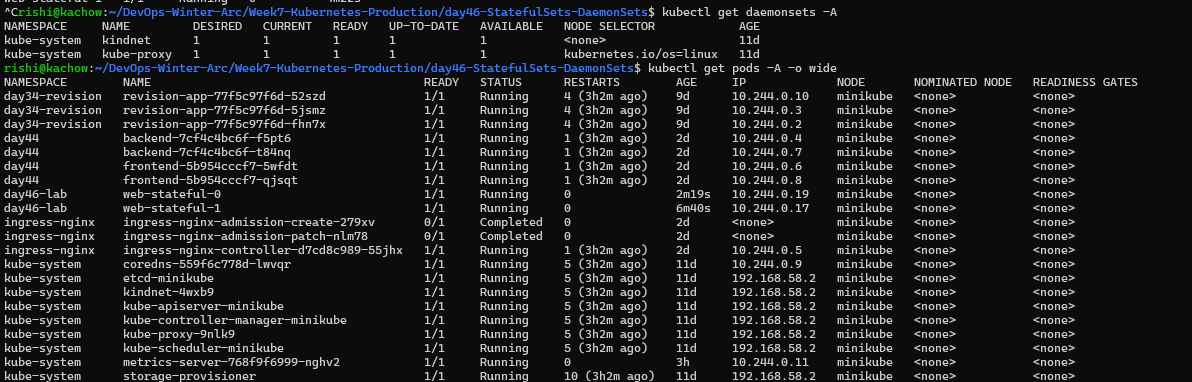 ^Crishi@kachow:~/DevOps-Winter-Arc/Week7-Kubernetes-Production/day46-StatefulSets-DaemonSets$ kubectl get daemonsets -A
NAMESPACE NAME DESIRED CURRENT READY UP-TO-DATE AVAILABLE NODE SELECTOR AGE
kube-system kindnet 1 1 1 1 1 <none> 11d
kube-system kube-proxy 1 1 1 1 1 kubernetes.io/os=linux 11d
rishi@kachow:~/DevOps-Winter-Arc/Week7-Kubernetes-Production/day46-StatefulSets-DaemonSets$ kubectl get pods -A -o wide
NAMESPACE NAME READY STATUS RESTARTS AGE IP NODE NOMINATED NODE READINESS GATES
day34-revision revision-app-77f5c97f6d-52szd 1/1 Running 4 (3h2m ago) 9d 10.244.0.10 minikube <none> <none>
day34-revision revision-app-77f5c97f6d-5jsmz 1/1 Running 4 (3h2m ago) 9d 10.244.0.3 minikube <none> <none>
day34-revision revision-app-77f5c97f6d-fhn7x 1/1 Running 4 (3h2m ago) 9d 10.244.0.2 minikube <none> <none>
day44 backend-7cf4c4bc6f-f5pt6 1/1 Running 1 (3h2m ago) 2d 10.244.0.4 minikube <none> <none>
day44 backend-7cf4c4bc6f-t84nq 1/1 Running 1 (3h2m ago) 2d 10.244.0.7 minikube <none> <none>
day44 frontend-5b954cccf7-5wfdt 1/1 Running 1 (3h2m ago) 2d 10.244.0.6 minikube <none> <none>
day44 frontend-5b954cccf7-qjsqt 1/1 Running 1 (3h2m ago) 2d 10.244.0.8 minikube <none> <none>
day46-lab web-stateful-0 1/1 Running 0 2m19s 10.244.0.19 minikube <none> <none>
day46-lab web-stateful-1 1/1 Running 0 6m40s 10.244.0.17 minikube <none> <none>
ingress-nginx ingress-nginx-admission-create-279xv 0/1 Completed 0 2d <none> minikube <none> <none>
ingress-nginx ingress-nginx-admission-patch-nlm78 0/1 Completed 0 2d <none> minikube <none> <none>
ingress-nginx ingress-nginx-controller-d7cd8c989-55jhx 1/1 Running 1 (3h2m ago) 2d 10.244.0.5 minikube <none> <none>
kube-system coredns-559f6c778d-lwvqr 1/1 Running 5 (3h2m ago) 11d 10.244.0.9 minikube <none> <none>
kube-system etcd-minikube 1/1 Running 5 (3h2m ago) 11d 192.168.58.2 minikube <none> <none>
kube-system kindnet-4wxb9 1/1 Running 5 (3h2m ago) 11d 192.168.58.2 minikube <none> <none>
kube-system kube-apiserver-minikube 1/1 Running 5 (3h2m ago) 11d 192.168.58.2 minikube <none> <none>
kube-system kube-controller-manager-minikube 1/1 Running 5 (3h2m ago) 11d 192.168.58.2 minikube <none> <none>
kube-system kube-proxy-9nlk9 1/1 Running 5 (3h2m ago) 11d 192.168.58.2 minikube <none> <none>
kube-system kube-scheduler-minikube 1/1 Running 5 (3h2m ago) 11d 192.168.58.2 minikube <none> <none>
kube-system metrics-server-768f9f6999-nghv2 1/1 Running 0 3h 10.244.0.11 minikube <none> <none>
kube-system storage-provisioner 1/1 Running 10 (3h2m ago) 11d 192.168.58.2 minikube <none> <none>